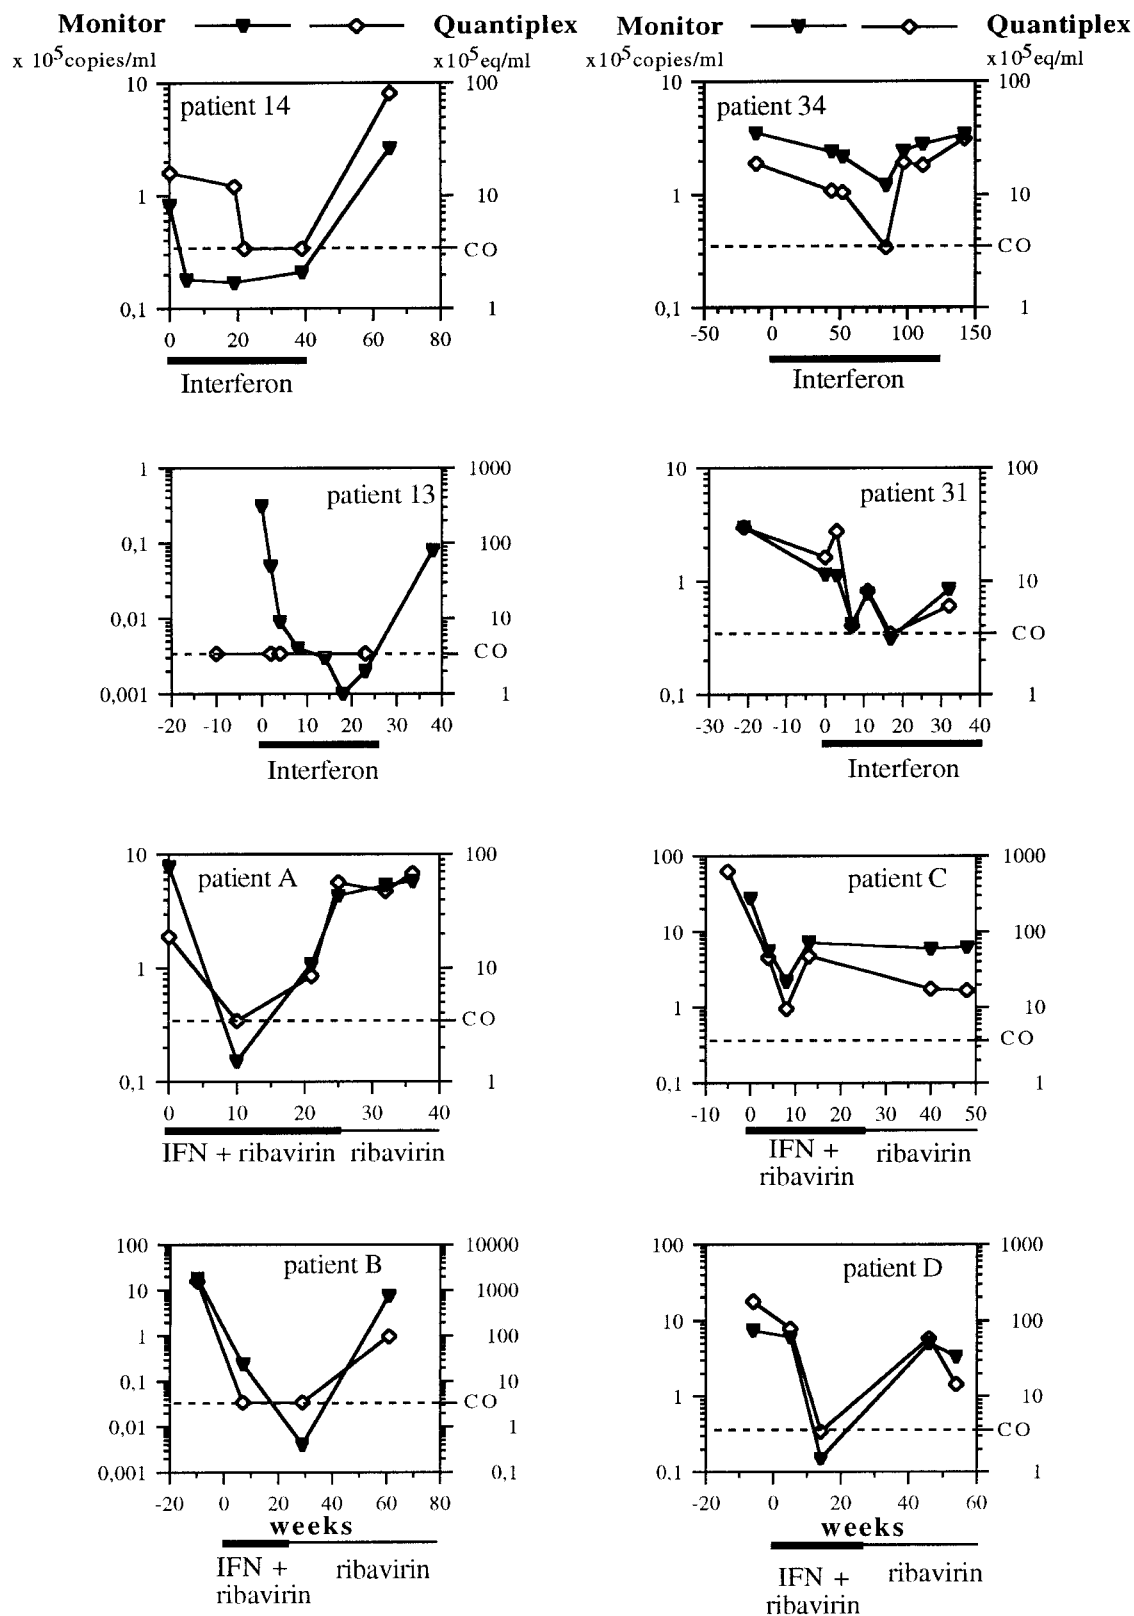 Monitor Quantiplex
x 10^5copies/ml x10^5eq/ml
patient 14
10
1
0,1
100
10
CO
1
0 20 40 60 80
Interferon
Monitor Quantiplex
x10^5copies/ml x10^5eq/ml
patient 34
10
1
0,1
100
10
CO
1
-50 0 50 100 150
Interferon
patient 13
1
0,1
0,01
0,001
1000
100
10
CO
1
-20 -10 0 10 20 30 40
Interferon
patient 31
10
1
0,1
100
10
CO
1
-30 -20 -10 0 10 20 30 40
Interferon
patient A
10
1
0,1
100
10
CO
1
0 10 20 30 40
IFN + ribavirin ribavirin
patient C
100
10
1
0,1
1000
100
10
CO
1
-10 0 10 20 30 40 50
IFN + ribavirin
ribavirin
patient B
100
10
1
0,1
0,01
0,001
10000
1000
100
10
CO
1
0,1
-20 0 20 40 60 80
weeks
IFN + ribavirin
ribavirin
patient D
100
10
1
0,1
1000
100
10
CO
1
-20 0 20 40 60
weeks
IFN + ribavirin
ribavirin